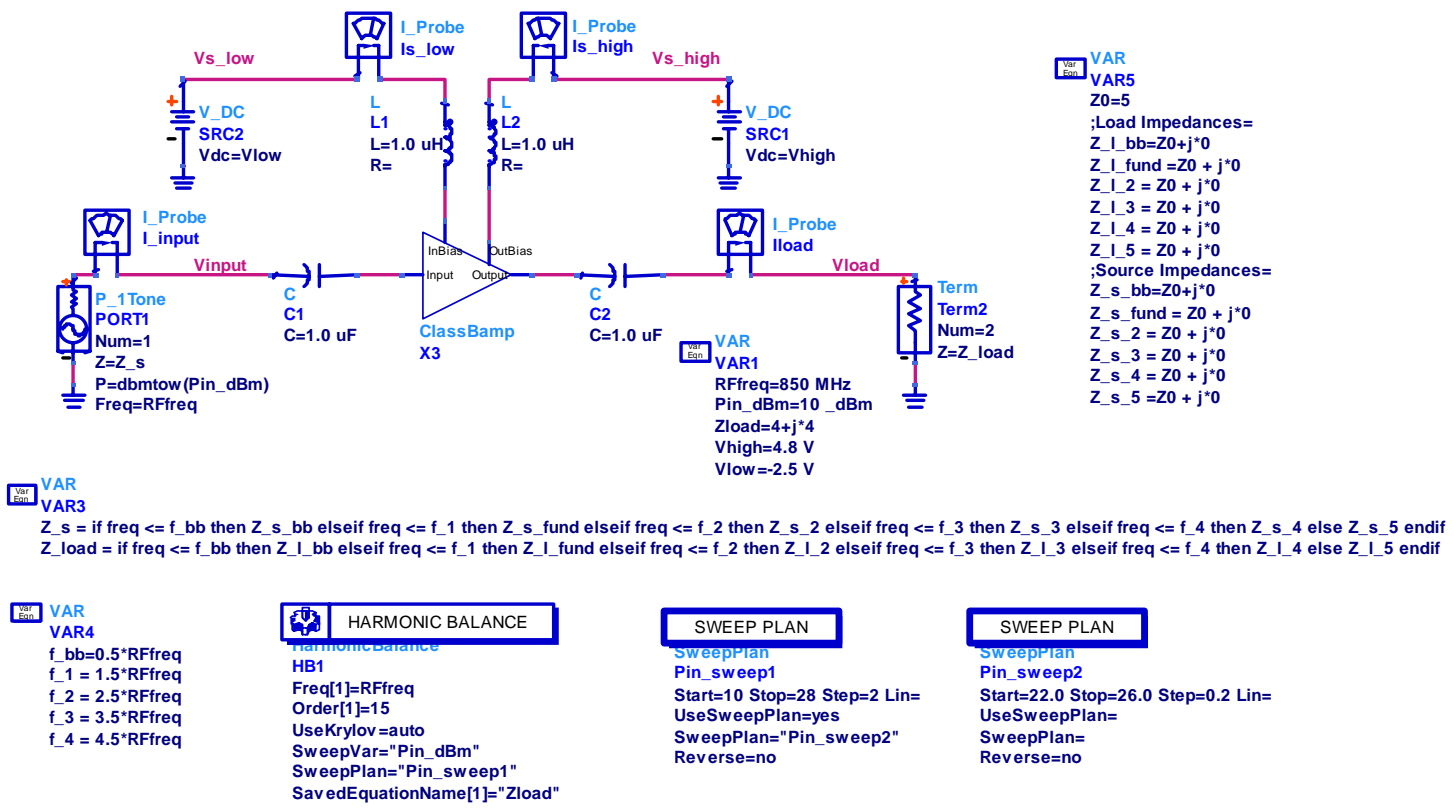 I_Probe
Is_low
I_Probe
Is_high
Vs_low
Vs_high
V_DC
SRC2
Vdc=Vlow
L
L1
L=1.0 uH
R=
L
L2
L=1.0 uH
R=
V_DC
SRC1
Vdc=Vhigh
I_Probe
I_input
Vinput
InBias
OutBias
Input
Output
I_Probe
Iload
Vload
P_1Tone
PORT1
Num=1
Z=Z_s
P=dbmtow(Pin_dBm)
Freq=RFfreq
C
C1
C=1.0 uF
ClassBamp
X3
C
C2
C=1.0 uF
Term
Term2
Num=2
Z=Z_load
Var
Eqn
VAR
VAR1
RFfreq=850 MHz
Pin_dBm=10 _dBm
Zload=4+j*4
Vhigh=4.8 V
Vlow=-2.5 V
Var
Eqn
VAR
VAR5
Z0=5
;Load Impedances=
Z_l_bb=Z0+j*0
Z_l_fund =Z0 + j*0
Z_l_2 = Z0 + j*0
Z_l_3 = Z0 + j*0
Z_l_4 = Z0 + j*0
Z_l_5 = Z0 + j*0
;Source Impedances=
Z_s_bb=Z0+j*0
Z_s_fund = Z0 + j*0
Z_s_2 = Z0 + j*0
Z_s_3 = Z0 + j*0
Z_s_4 = Z0 + j*0
Z_s_5 =Z0 + j*0
Var
Eqn
VAR
VAR3
Z_s = if freq <= f_bb then Z_s_bb elseif freq <= f_1 then Z_s_fund elseif freq <= f_2 then Z_s_2 elseif freq <= f_3 then Z_s_3 elseif freq <= f_4 then Z_s_4 else Z_s_5 endif
Z_load = if freq <= f_bb then Z_l_bb elseif freq <= f_1 then Z_l_fund elseif freq <= f_2 then Z_l_2 elseif freq <= f_3 then Z_l_3 elseif freq <= f_4 then Z_l_4 else Z_l_5 endif
Var
Eqn
VAR
VAR4
f_bb=0.5*RFfreq
f_1 = 1.5*RFfreq
f_2 = 2.5*RFfreq
f_3 = 3.5*RFfreq
f_4 = 4.5*RFfreq
HARMONIC BALANCE
HarmonicBalance
HB1
Freq[1]=RFfreq
Order[1]=15
UseKrylov=auto
SweepVar="Pin_dBm"
SweepPlan="Pin_sweep1"
SavedEquationName[1]="Zload"
SWEEP PLAN
SweepPlan
Pin_sweep1
Start=10 Stop=28 Step=2 Lin=
UseSweepPlan=yes
SweepPlan="Pin_sweep2"
Reverse=no
SWEEP PLAN
SweepPlan
Pin_sweep2
Start=22.0 Stop=26.0 Step=0.2 Lin=
UseSweepPlan=
SweepPlan=
Reverse=no